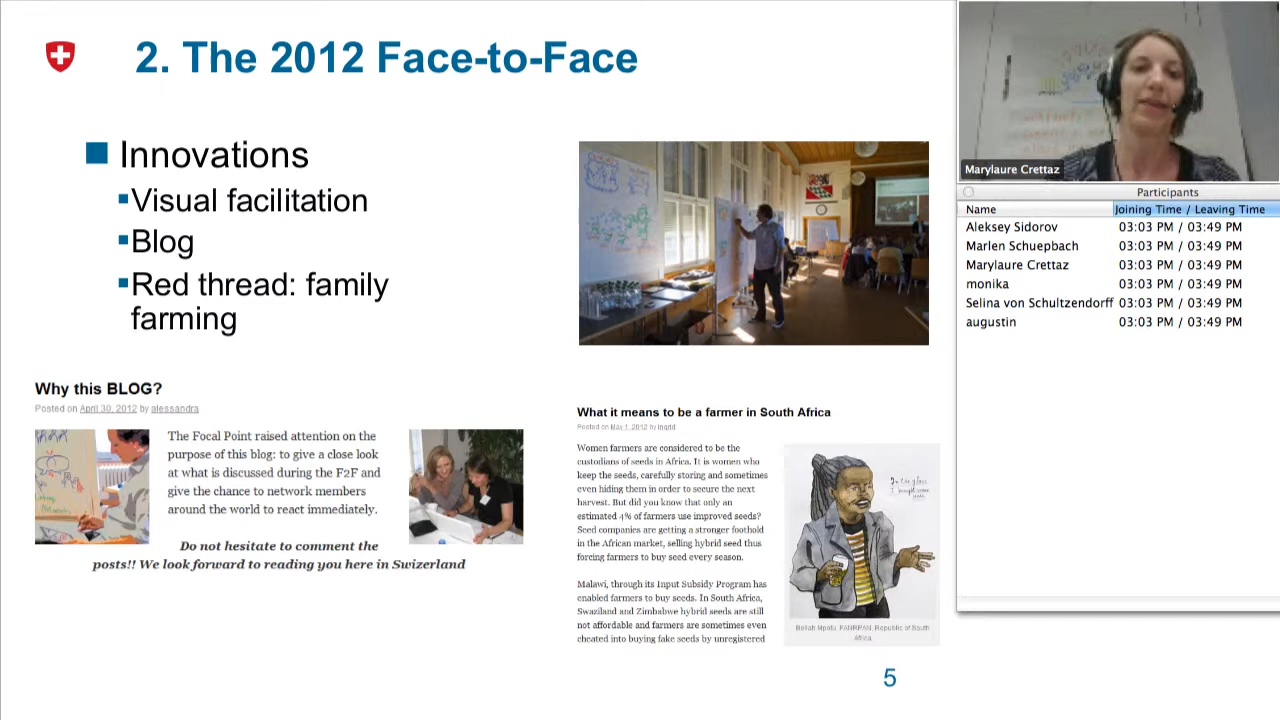 2. The 2012 Face-to-Face
Innovations
Visual facilitation
Blog
Red thread: family
farming
Why this BLOG?
Posted on April 30, 2012 by alessandra
The Focal Point raised attention on the
purpose of this blog: to give a close look
at what is discussed during the F2F and
give the chance to network members
around the world to react immediately.
Do not hesitate to comment the
posts!! We look forward to reading you here in Swizerland
What it means to be a farmer in South Africa
Posted on May 1, 2012 by ingrid
Women farmers are considered to be the
custodians of seeds in Africa. It is women who
keep the seeds, carefully storing and sometimes
even hiding them in order to secure the next
harvest. But did you know that only an
estimated 4% of farmers use improved seeds?
Seed companies are getting a stronger foothold
in the African market, selling hybrid seed thus
forcing farmers to buy seed every season.
Malawi, through its Input Subsidy Program has
enabled farmers to buy seeds. In South Africa,
Swaziland and Zimbabwe hybrid seeds are still
not affordable and farmers are sometimes even
cheated into buying fake seeds by unregistered
FANRPAN, Republic of South
Africa
5
Marylaure Crettaz
Participants
Name Joining Time / Leaving Time
Aleksey Sidorov 03:03 PM / 03:49 PM
Marlen Schuepbach 03:03 PM / 03:49 PM
Marylaure Crettaz 03:03 PM / 03:49 PM
monika 03:03 PM / 03:49 PM
Selina von Schultzendorff 03:03 PM / 03:49 PM
augustin 03:03 PM / 03:49 PM